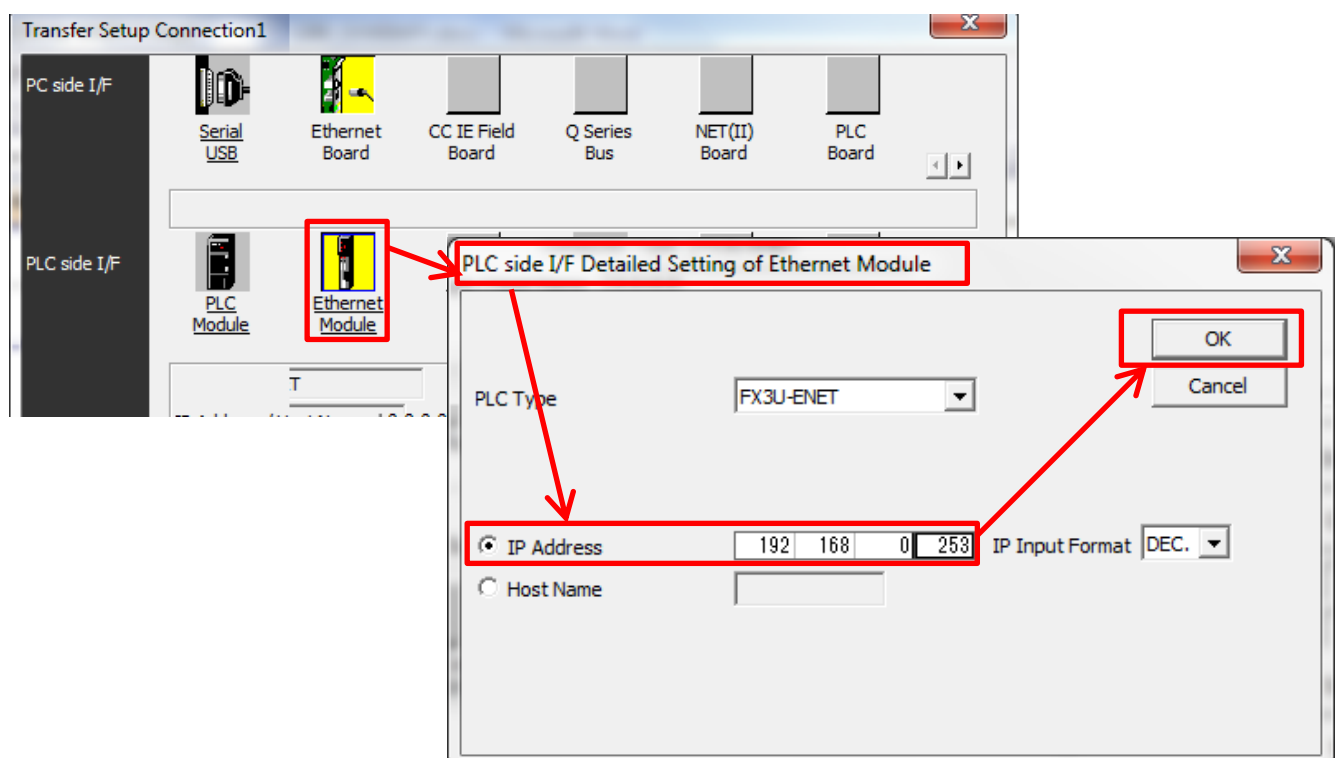 Transfer Setup Connection1
PC side I/F
Serial
USB
Ethernet
Board
CC IE Field
Board
Q Series
Bus
NET(II)
Board
PLC
Board
PLC side I/F
PLC
Module
Ethernet
Module
T
PLC side I/F Detailed Setting of Ethernet Module
OK
Cancel
PLC Type
FX3U-ENET
IP Address
192 168 0 253
IP Input Format
DEC.
Host Name